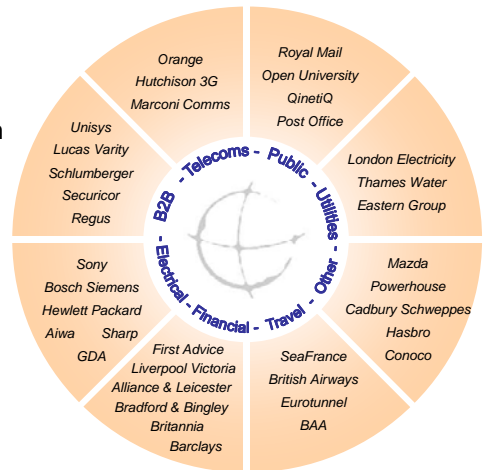 Orange
Hutchison 3G
Marconi Comms
Royal Mail
Open University
QinetiQ
Post Office
Unisys
Lucas Varity
Schlumberger
Securicor
Regus
London Electricity
Thames Water
Eastern Group
B2B - Telecoms - Public - Utilities - Other - Travel - Financial - Electrical -
Sony
Bosch Siemens
Hewlett Packard
Aiwa Sharp
GDA
Mazda
Powerhouse
Cadbury Schweppes
Hasbro
Conoco
First Advice
Liverpool Victoria
Alliance & Leicester
Bradford & Bingley
Britannia
Barclays
SeaFrance
British Airways
Eurotunnel
BAA